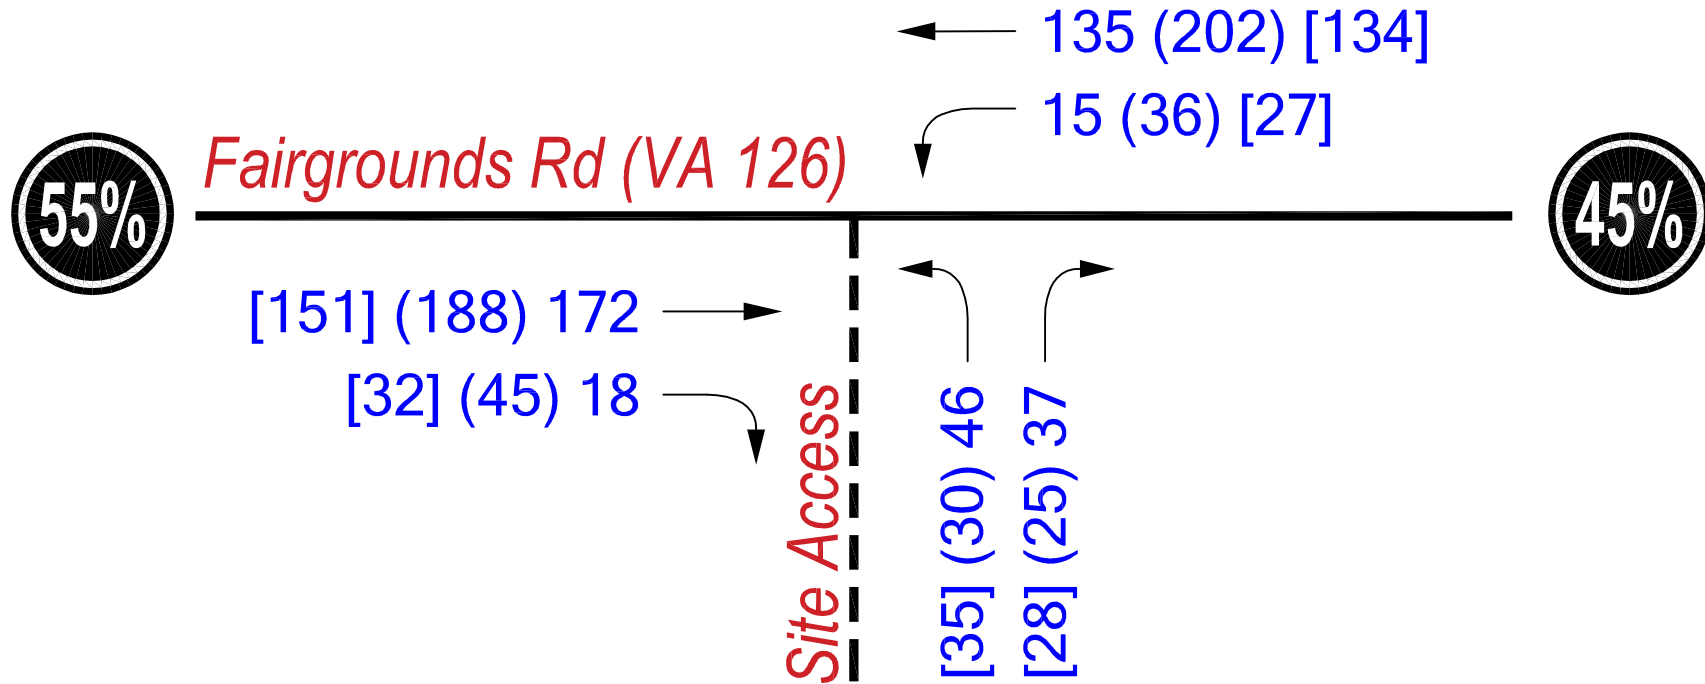 135 (202) [134]
15 (36) [27]
55%
Fairgrounds Rd (VA 126)
45%
[151] (188) 172
[32] (45) 18
Site Access
[35] (30) 46
[28] (25) 37